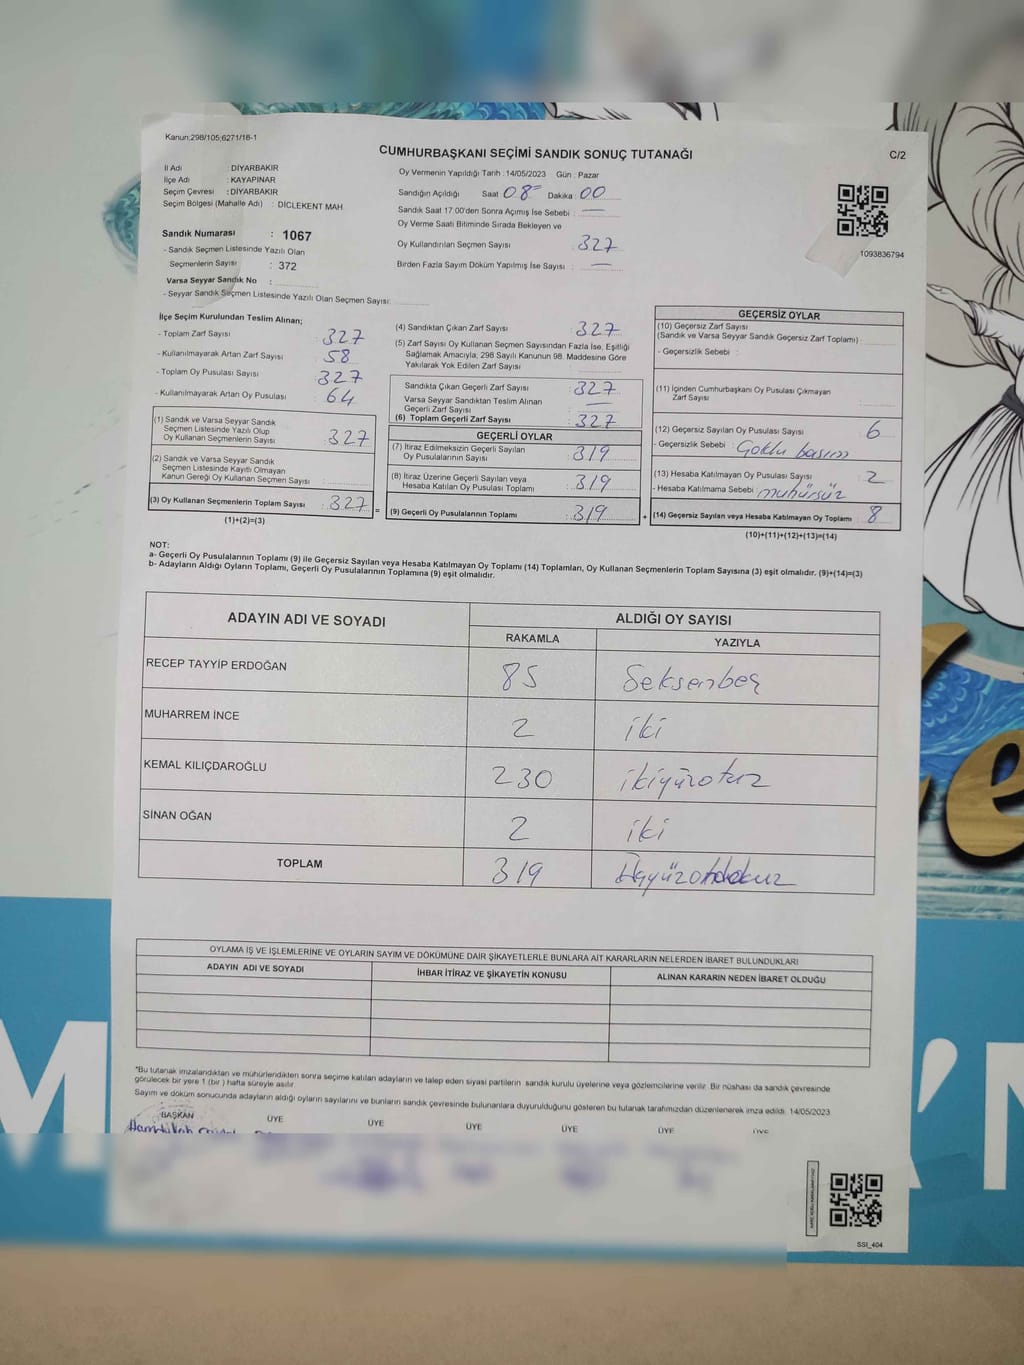 Kanun:298/105;6271/16-1
CUMHURBAŞKANI SEÇİMİ SANDIK SONUÇ TUTANAĞI
C/2
İl Adı : DİYARBAKIR
İlçe Adı : KAYAPINAR
Seçim Çevresi : DİYARBAKIR
Seçim Bölgesi (Mahalle Adı) : DİCLEKENT MAH.
Sandık Numarası : 1067
- Sandık Seçmen Listesinde Yazılı Olan
Seçmenlerin Sayısı : 372
Varsa Seyyar Sandık No :
- Seyyar Sandık Seçmen Listesinde Yazılı Olan Seçmen Sayısı:
Oy Vermenin Yapıldığı Tarih : 14/05/2023 Gün : Pazar
Sandığın Açıldığı Saat 08 Dakika : 00
Sandık Saat 17:00'den Sonra Açımış İse Sebebi : —
Oy Verme Saati Bitiminde Sırada Bekleyen ve
Oy Kullandırılan Seçmen Sayısı : 327
Birden Fazla Sayım Döküm Yapılmış İse Sayısı : —
1093836794
İlçe Seçim Kurulundan Teslim Alınan;
- Toplam Zarf Sayısı : 327
- Kullanılmayarak Artan Zarf Sayısı : 58
- Toplam Oy Pusulası Sayısı : 327
- Kullanılmayarak Artan Oy Pusulası : 64
(1) Sandık ve Varsa Seyyar Sandık
Seçmen Listesinde Yazılı Olup
Oy Kullanan Seçmenlerin Sayısı : 327
(2) Sandık ve Varsa Seyyar Sandık
Seçmen Listesinde Kayıtlı Olmayan
Kanun Gereği Oy Kullanan Seçmen Sayısı :
(3) Oy Kullanan Seçmenlerin Toplam Sayısı : 327 =
(1)+(2)=(3)
(4) Sandıktan Çıkan Zarf Sayısı : 327
(5) Zarf Sayısı Oy Kullanan Seçmen Sayısından Fazla İse, Eşitliği
Sağlamak Amacıyla; 298 Sayılı Kanunun 98. Maddesine Göre
Yakılarak Yok Edilen Zarf Sayısı :
Sandıkta Çıkan Geçerli Zarf Sayısı : 327
Varsa Seyyar Sandıktan Teslim Alınan
Geçerli Zarf Sayısı : —
(6) Toplam Geçerli Zarf Sayısı : 327
GEÇERLİ OYLAR
(7) İtiraz Edilmeksizin Geçerli Sayılan
Oy Pusulalarının Sayısı : 319
(8) İtiraz Üzerine Geçerli Sayılan veya
Hesaba Katılan Oy Pusulası Toplamı : 319
(9) Geçerli Oy Pusulalarının Toplamı : 319 +
GEÇERSİZ OYLAR
(10) Geçersiz Zarf Sayısı
(Sandık ve Varsa Seyyar Sandık Geçersiz Zarf Toplamı) :
- Geçersizlik Sebebi :
(11) İçinden Cumhurbaşkanı Oy Pusulası Çıkmayan
Zarf Sayısı :
(12) Geçersiz Sayılan Oy Pusulası Sayısı : 6
- Geçersizlik Sebebi : Çoklu basım
(13) Hesaba Katılmayan Oy Pusulası Sayısı : 2
- Hesaba Katılmama Sebebi : mühürsüz
(14) Geçersiz Sayılan veya Hesaba Katılmayan Oy Toplamı : 8
(10)+(11)+(12)+(13)=(14)
NOT:
a- Geçerli Oy Pusulalarının Toplamı (9) ile Geçersiz Sayılan veya Hesaba Katılmayan Oy Toplamı (14) Toplamları, Oy Kullanan Seçmenlerin Toplam Sayısına (3) eşit olmalıdır. (9)+(14)=(3)
b- Adayların Aldığı Oyların Toplamı, Geçerli Oy Pusulalarının Toplamına (9) eşit olmalıdır.
ADAYIN ADI VE SOYADI ALDIĞI OY SAYISI
RAKAMLA YAZIYLA
RECEP TAYYİP ERDOĞAN 85 Seksenbeş
MUHARREM İNCE 2 iki
KEMAL KILIÇDAROĞLU 230 ikiyüzotuz
SİNAN OĞAN 2 iki
TOPLAM 319 Üçyüzondokuz
OYLAMA İŞ VE İŞLEMLERİNE VE OYLARIN SAYIM VE DÖKÜMÜNE DAİR ŞİKAYETLERLE BUNLARA AİT KARARLARIN NELERDEN İBARET BULUNDUKLARI
ADAYIN ADI VE SOYADI İHBAR İTİRAZ VE ŞİKAYETİN KONUSU ALINAN KARARIN NEDEN İBARET OLDUĞU
*Bu tutanak imzalandıktan ve mühürlendikten sonra seçime katılan adayların ve talep eden siyasi partilerin sandık kurulu üyelerine veya gözlemcilerine verilir. Bir nüshası da sandık çevresinde
görülecek bir yere 1 (bir ) hafta süreyle asılır.
Sayım ve döküm sonucunda adayların aldığı oyların sayılarını ve bunların sandık çevresinde bulunanlara duyurulduğunu gösteren bu tutanak tarafımızdan düzenlenerek imza edildi. 14/05/2023
BAŞKAN ÜYE ÜYE ÜYE ÜYE ÜYE ÜYE
SSI_404